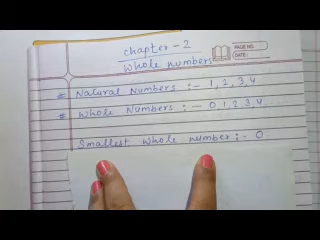 chapter-2
Whole numbers
PAGE NO.
DATE
# Natural Numbers :- 1, 2, 3, 4
# Whole Numbers :- 0, 1, 2, 3, 4 ...
Smallest whole number :- 0